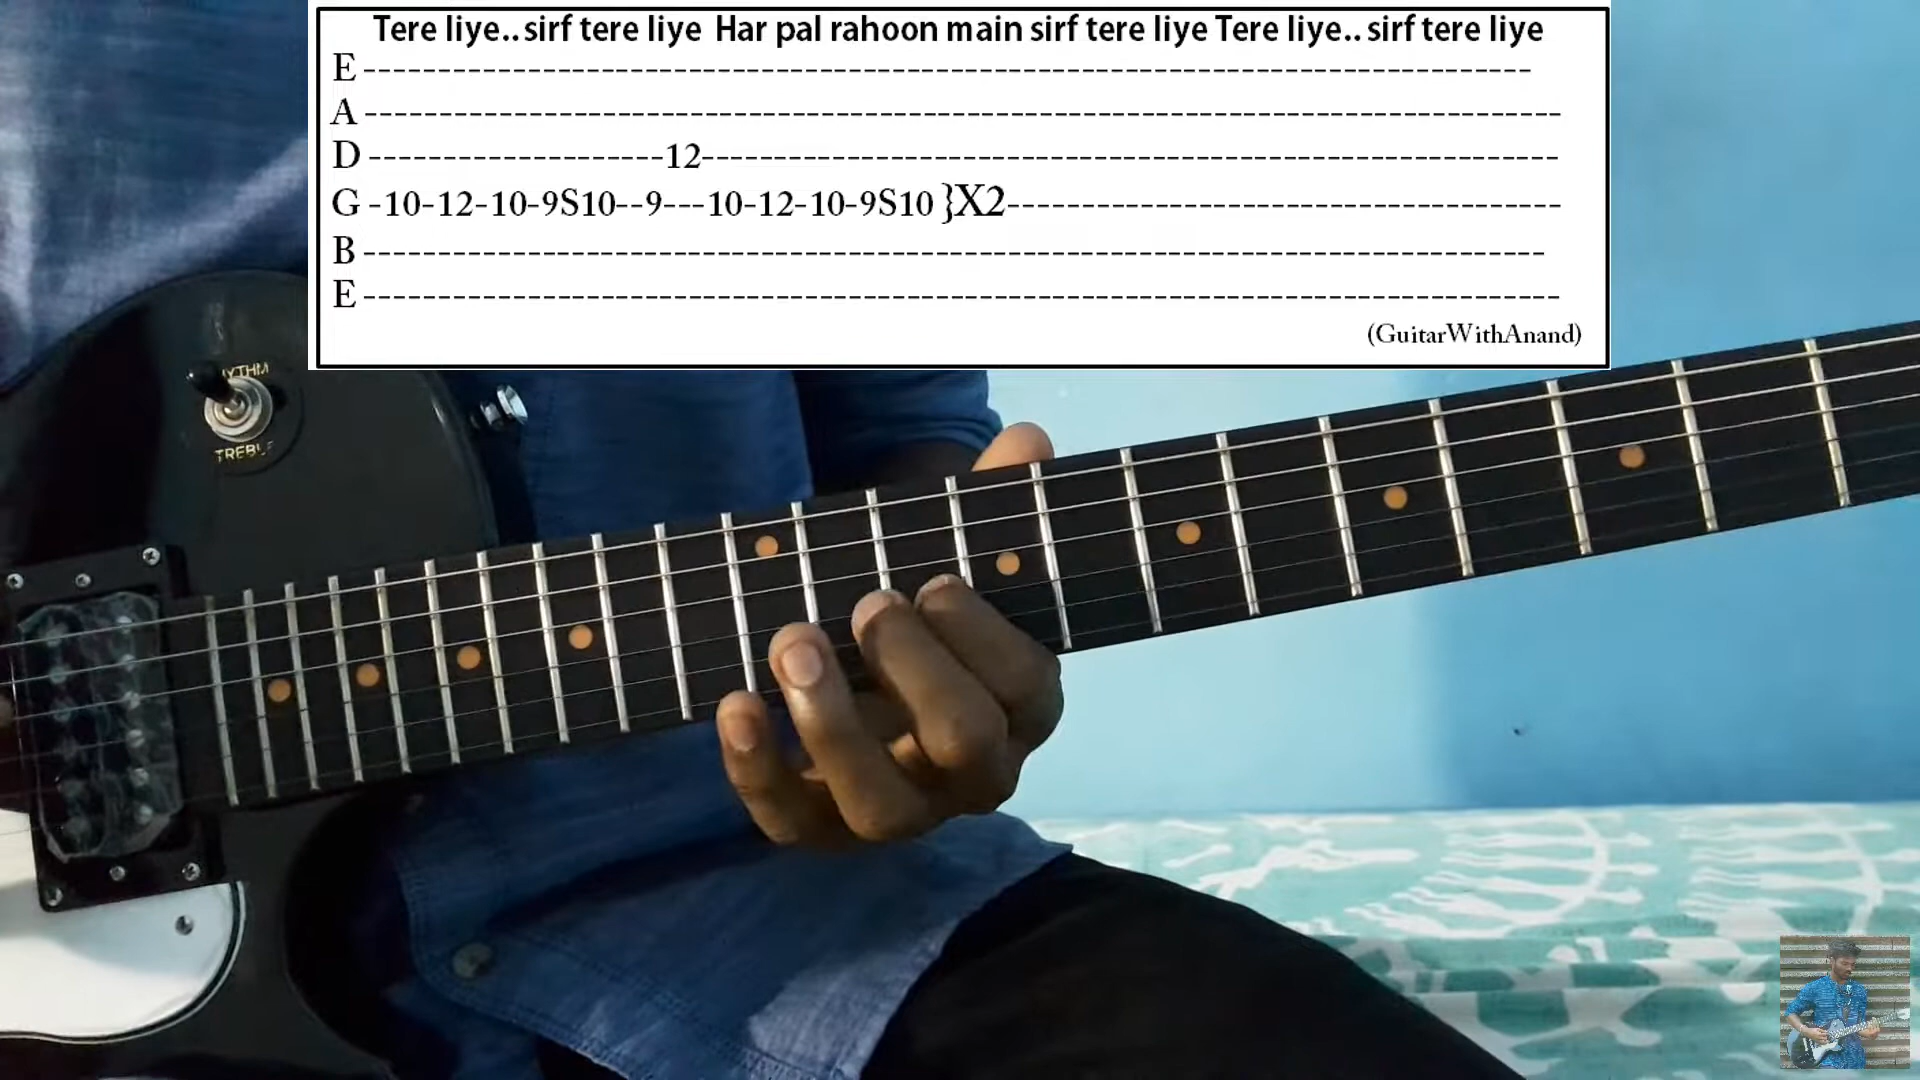 Tere liye.. sirf tere liye Har pal rahoon main sirf tere liye Tere liye.. sirf tere liye
E -----------------------------------------------------------------------------------------------
A -------------------------------------------------------------------------------------------------
D ------------------------12---------------------------------------------------------------------
G -10-12-10-9S10--9---10-12-10-9S10 }X2---------------------------------------------
B ------------------------------------------------------------------------------------------------
E -------------------------------------------------------------------------------------------------
(GuitarWithAnand)
TREBLE